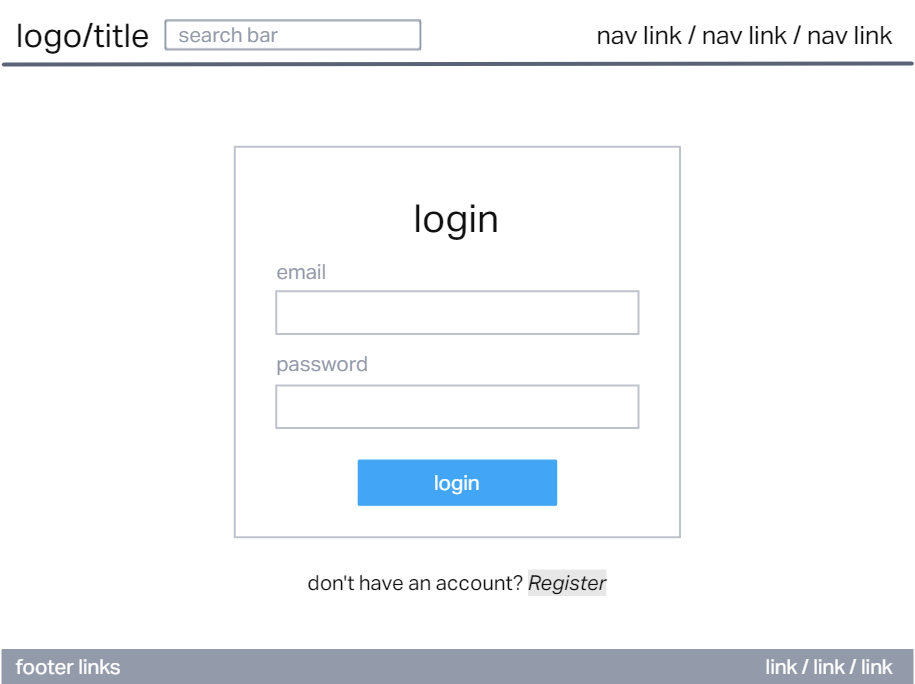 logo/title search bar nav link / nav link / nav link
login
email
password
login
don't have an account? Register
footer links link / link / link